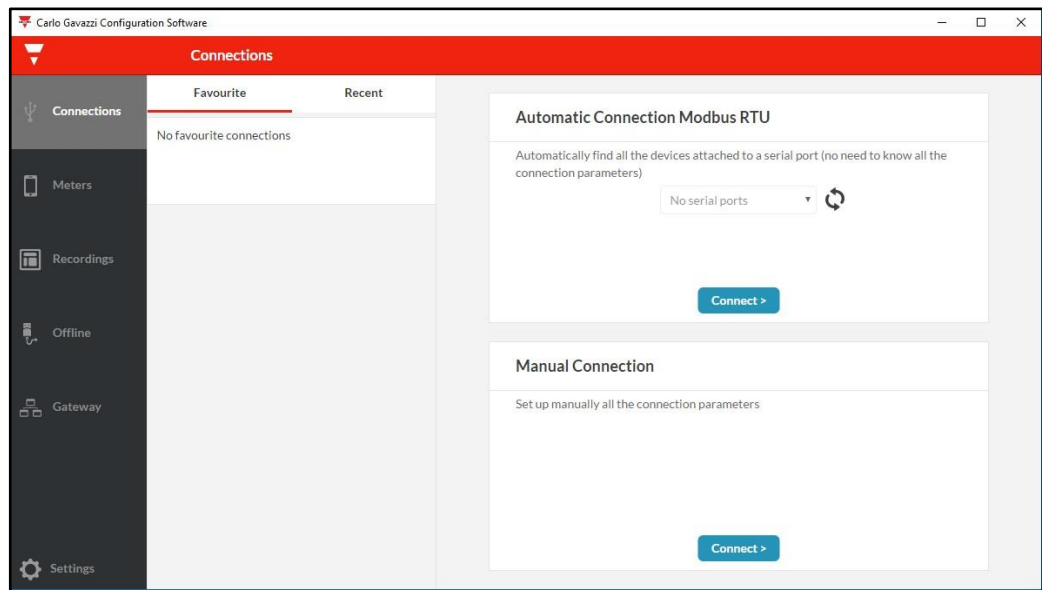 Carlo Gavazzi Configuration Software
Connections
Connections
Meters
Recordings
Offline
Gateway
Settings
Favourite Recent
No favourite connections
Automatic Connection Modbus RTU
Automatically find all the devices attached to a serial port (no need to know all the
connection parameters)
No serial ports
Connect >
Manual Connection
Set up manually all the connection parameters
Connect >